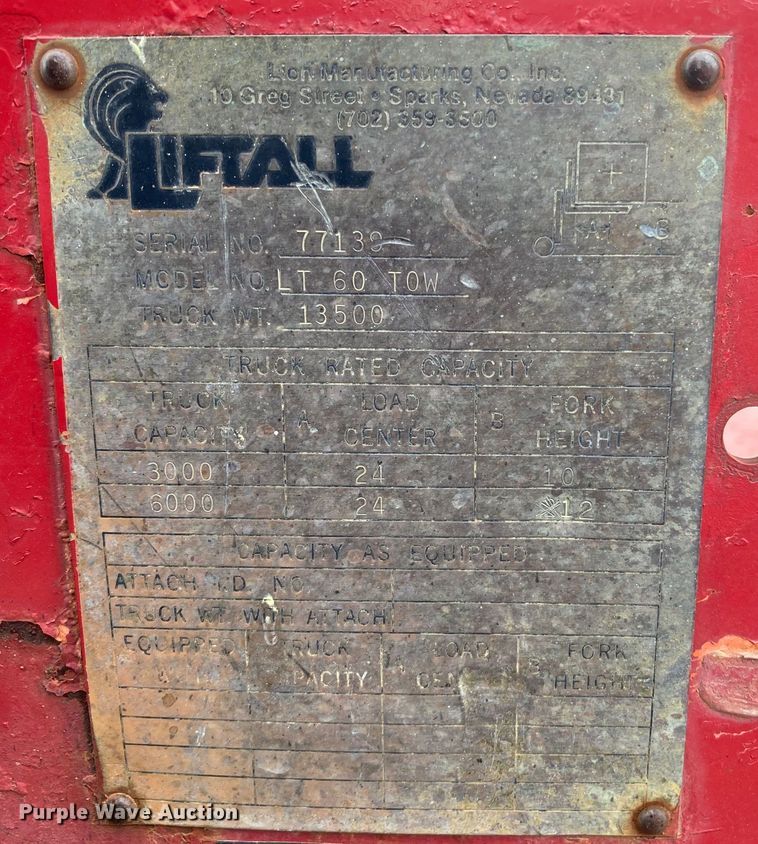 Lion Manufacturing Co., Inc.
10 Greg Street • Sparks, Nevada 89431
(702) 359-3500
LIFTALL
A B
SERIAL NO. 77139
MODEL NO. LT 60 TOW
TRUCK WT. 13500
TRUCK RATED CAPACITY
TRUCK CAPACITY A LOAD CENTER B FORK HEIGHT
3000 24 10
6000 24 12
CAPACITY AS EQUIPPED
ATTACH I.D. NO.
TRUCK WT. WITH ATTACH
EQUIPPED TRUCK A LOAD B FORK
CAPACITY CENTER HEIGHT
Purple Wave Auction